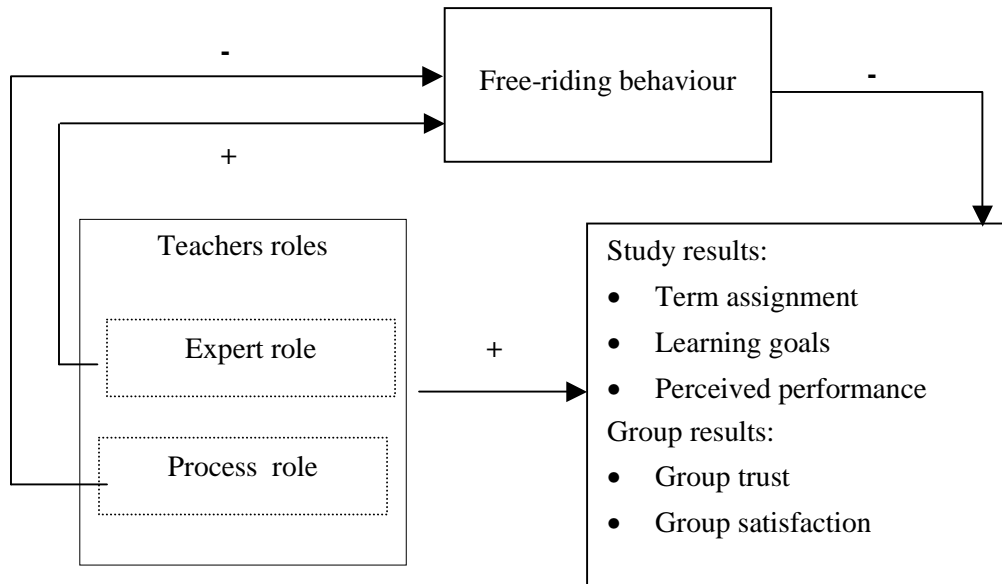 -
Free-riding behaviour
-
+
Teachers roles
Expert role
Process role
+
Study results:
• Term assignment
• Learning goals
• Perceived performance
Group results:
• Group trust
• Group satisfaction